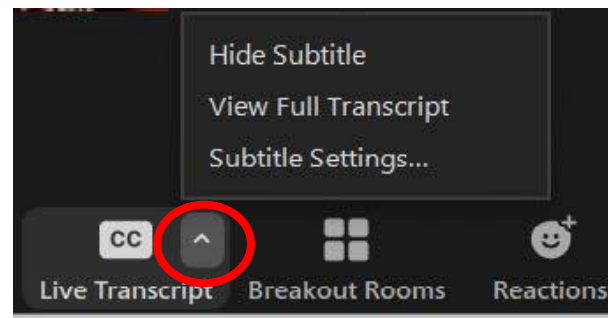 Hide Subtitle
View Full Transcript
Subtitle Settings...
CC
Live Transcript Breakout Rooms Reactions